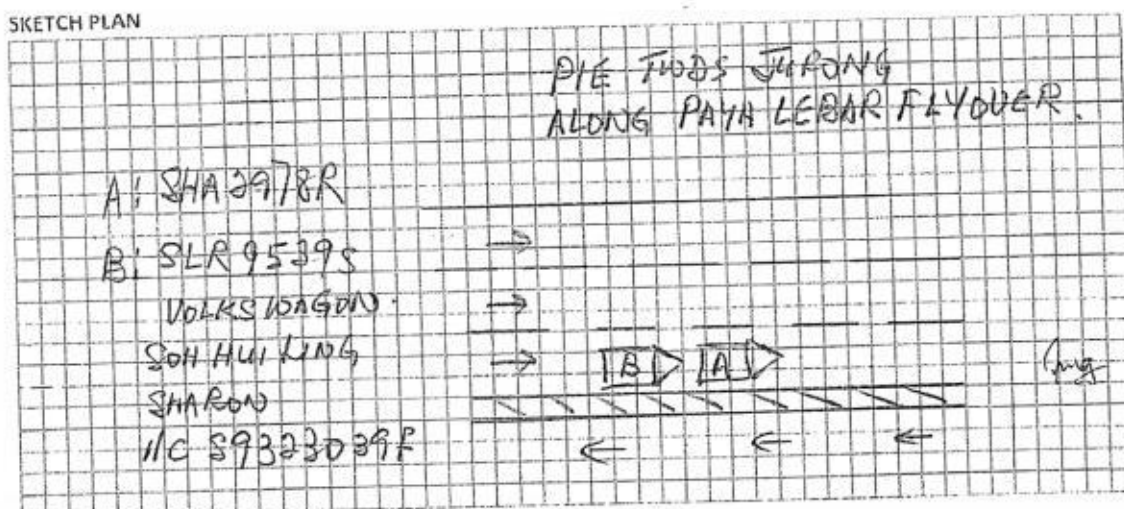 SKETCH PLAN
PIE TWDS JURONG
ALONG PAYA LEBAR FLYOVER.
A: SHA2978R
B: SLR9539S
VOLKSWAGON.
SOH HUI LING
SHARON
I/C S9323039F
B A